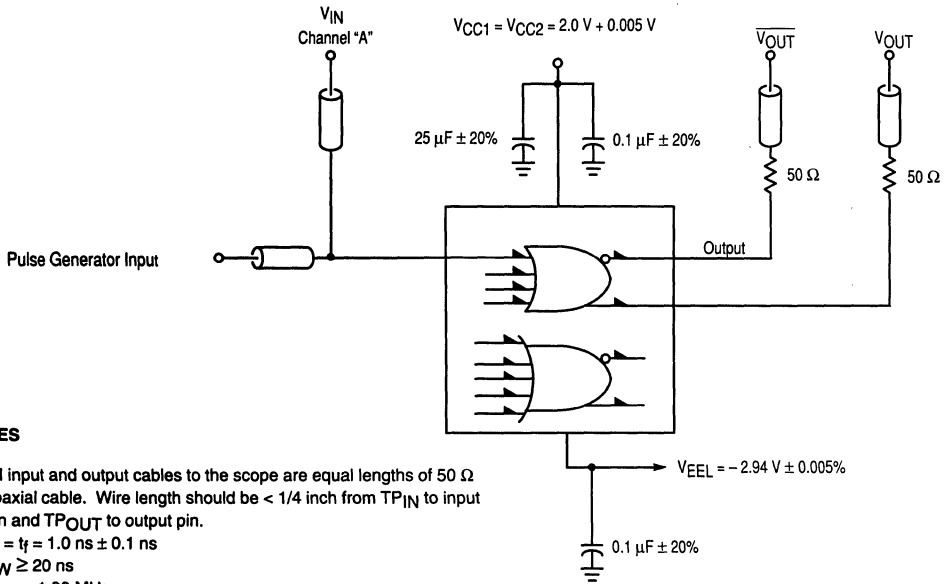 VIN
Channel "A"
VCC1 = VCC2 = 2.0 V + 0.005 V
VOUT
VOUT
25 µF ± 20%
0.1 µF ± 20%
50 Ω
50 Ω
Pulse Generator Input
Output
ES
l input and output cables to the scope are equal lengths of 50 Ω
oaxial cable. Wire length should be < 1/4 inch from TPIN to input
n and TPOUT to output pin.
= tf = 1.0 ns ± 0.1 ns
W ≥ 20 ns
VEEL = – 2.94 V ± 0.005%
0.1 µF ± 20%